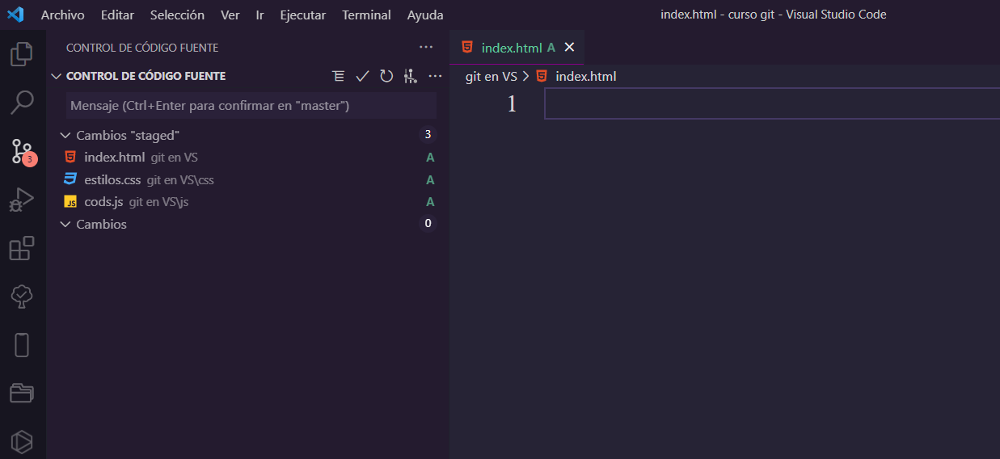 Archivo Editar Selección Ver Ir Ejecutar Terminal Ayuda index.html - curso git - Visual Studio Code
CONTROL DE CÓDIGO FUENTE
index.html A
CONTROL DE CÓDIGO FUENTE
git en VS > index.html
Mensaje (Ctrl+Enter para confirmar en "master")
1
Cambios "staged" 3
index.html git en VS A
3
estilos.css git en VS\css A
JS cods.js git en VS\js A
Cambios 0